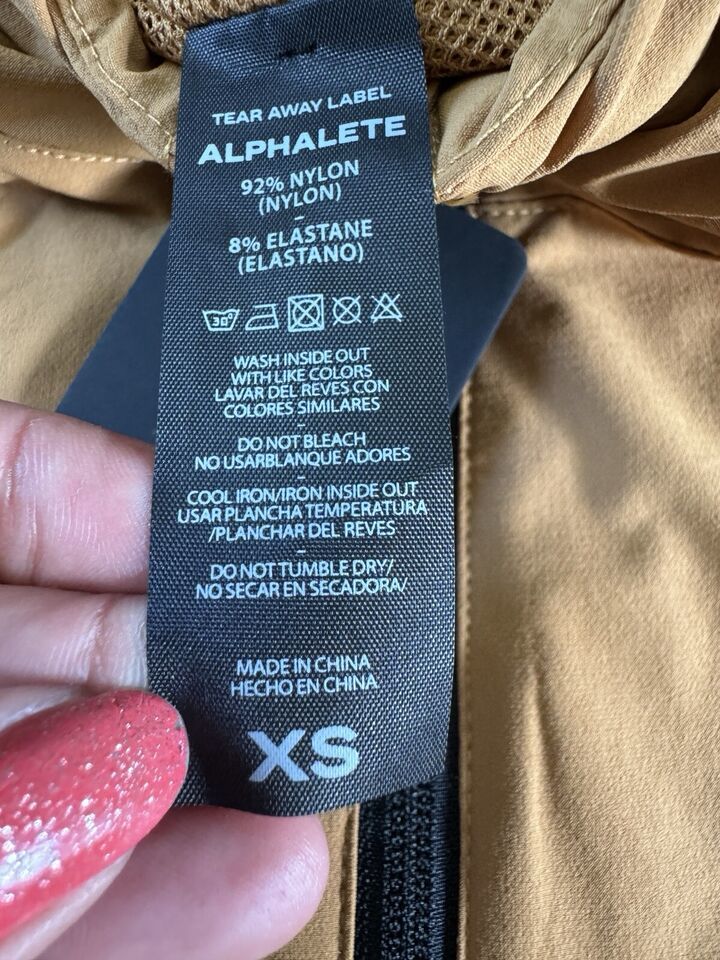 TEAR AWAY LABEL
ALPHALETE
92% NYLON
(NYLON)
-
8% ELASTANE
(ELASTANO)
30°
WASH INSIDE OUT
WITH LIKE COLORS
LAVAR DEL REVES CON
COLORES SIMILARES
-
DO NOT BLEACH
NO USARBLANQUE ADORES
-
COOL IRON/IRON INSIDE OUT
USAR PLANCHA TEMPERATURA
/PLANCHAR DEL REVES
-
DO NOT TUMBLE DRY/
NO SECAR EN SECADORA/
MADE IN CHINA
HECHO EN CHINA
XS